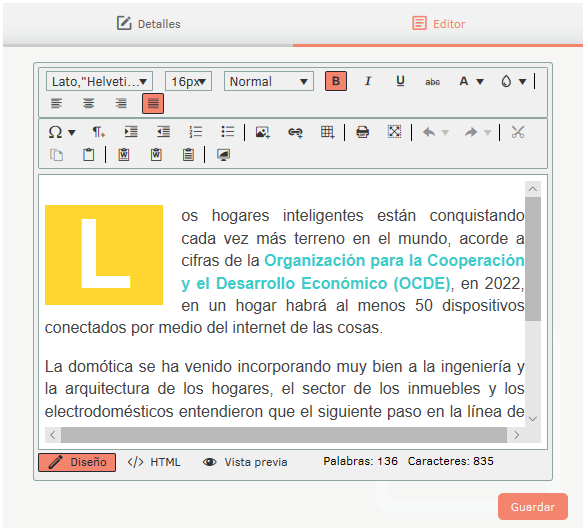 Detalles
Editor
Lato,"Helveti...
16px
Normal
B I U abc A
L
os hogares inteligentes están conquistando
cada vez más terreno en el mundo, acorde a
cifras de la Organización para la Cooperación
y el Desarrollo Económico (OCDE), en 2022,
en un hogar habrá al menos 50 dispositivos
conectados por medio del internet de las cosas.
La domótica se ha venido incorporando muy bien a la ingeniería y
la arquitectura de los hogares, el sector de los inmuebles y los
electrodomésticos entendieron que el siguiente paso en la línea de
Diseño </> HTML Vista previa Palabras: 136 Caracteres: 835
Guardar